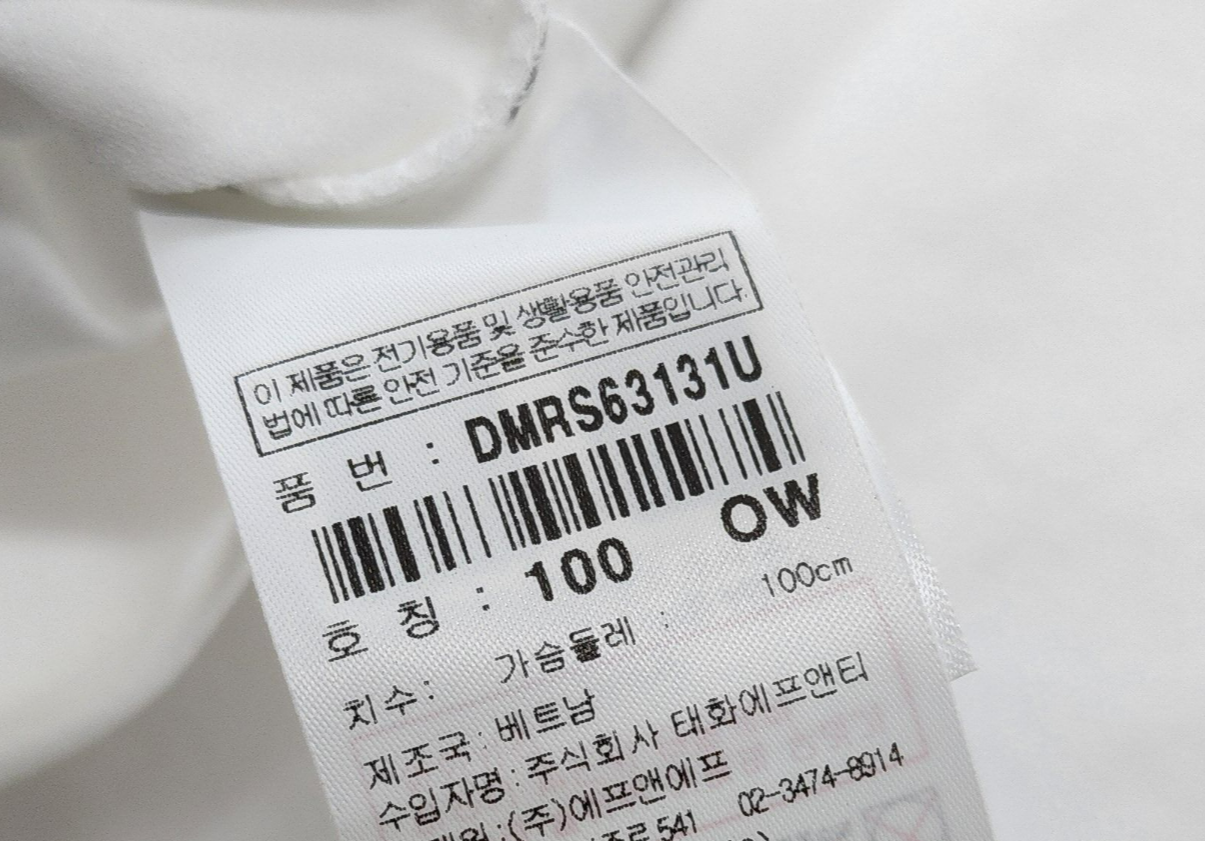 이 제품은 전기용품 및 생활용품 안전관리
법에 따른 안전 기준을 준수한 제품입니다.
품 번 : DMRS63131U
호 칭 : 100 OW
치수: 가슴둘레 : 100cm
제조국 : 베트남
수입자명 : 주식회사 태화에프앤티
(주)에프앤에프
541 02-3474-8914